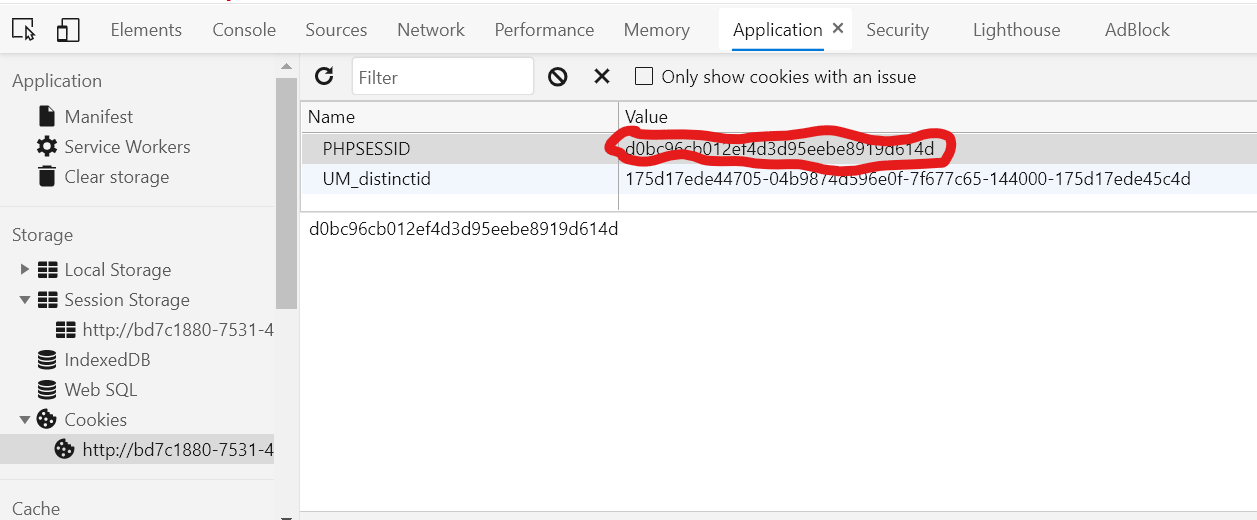 Elements Console Sources Network Performance Memory Application Security Lighthouse AdBlock
Application
Manifest
Service Workers
Clear storage
Storage
Local Storage
Session Storage
http://bd7c1880-7531-4
IndexedDB
Web SQL
Cookies
http://bd7c1880-7531-4
Cache
Filter Only show cookies with an issue
Name Value
PHPSESSID d0bc96cb012ef4d3d95eebe8919d614d
UM_distinctid 175d17ede44705-04b9874d596e0f-7f677c65-144000-175d17ede45c4d
d0bc96cb012ef4d3d95eebe8919d614d